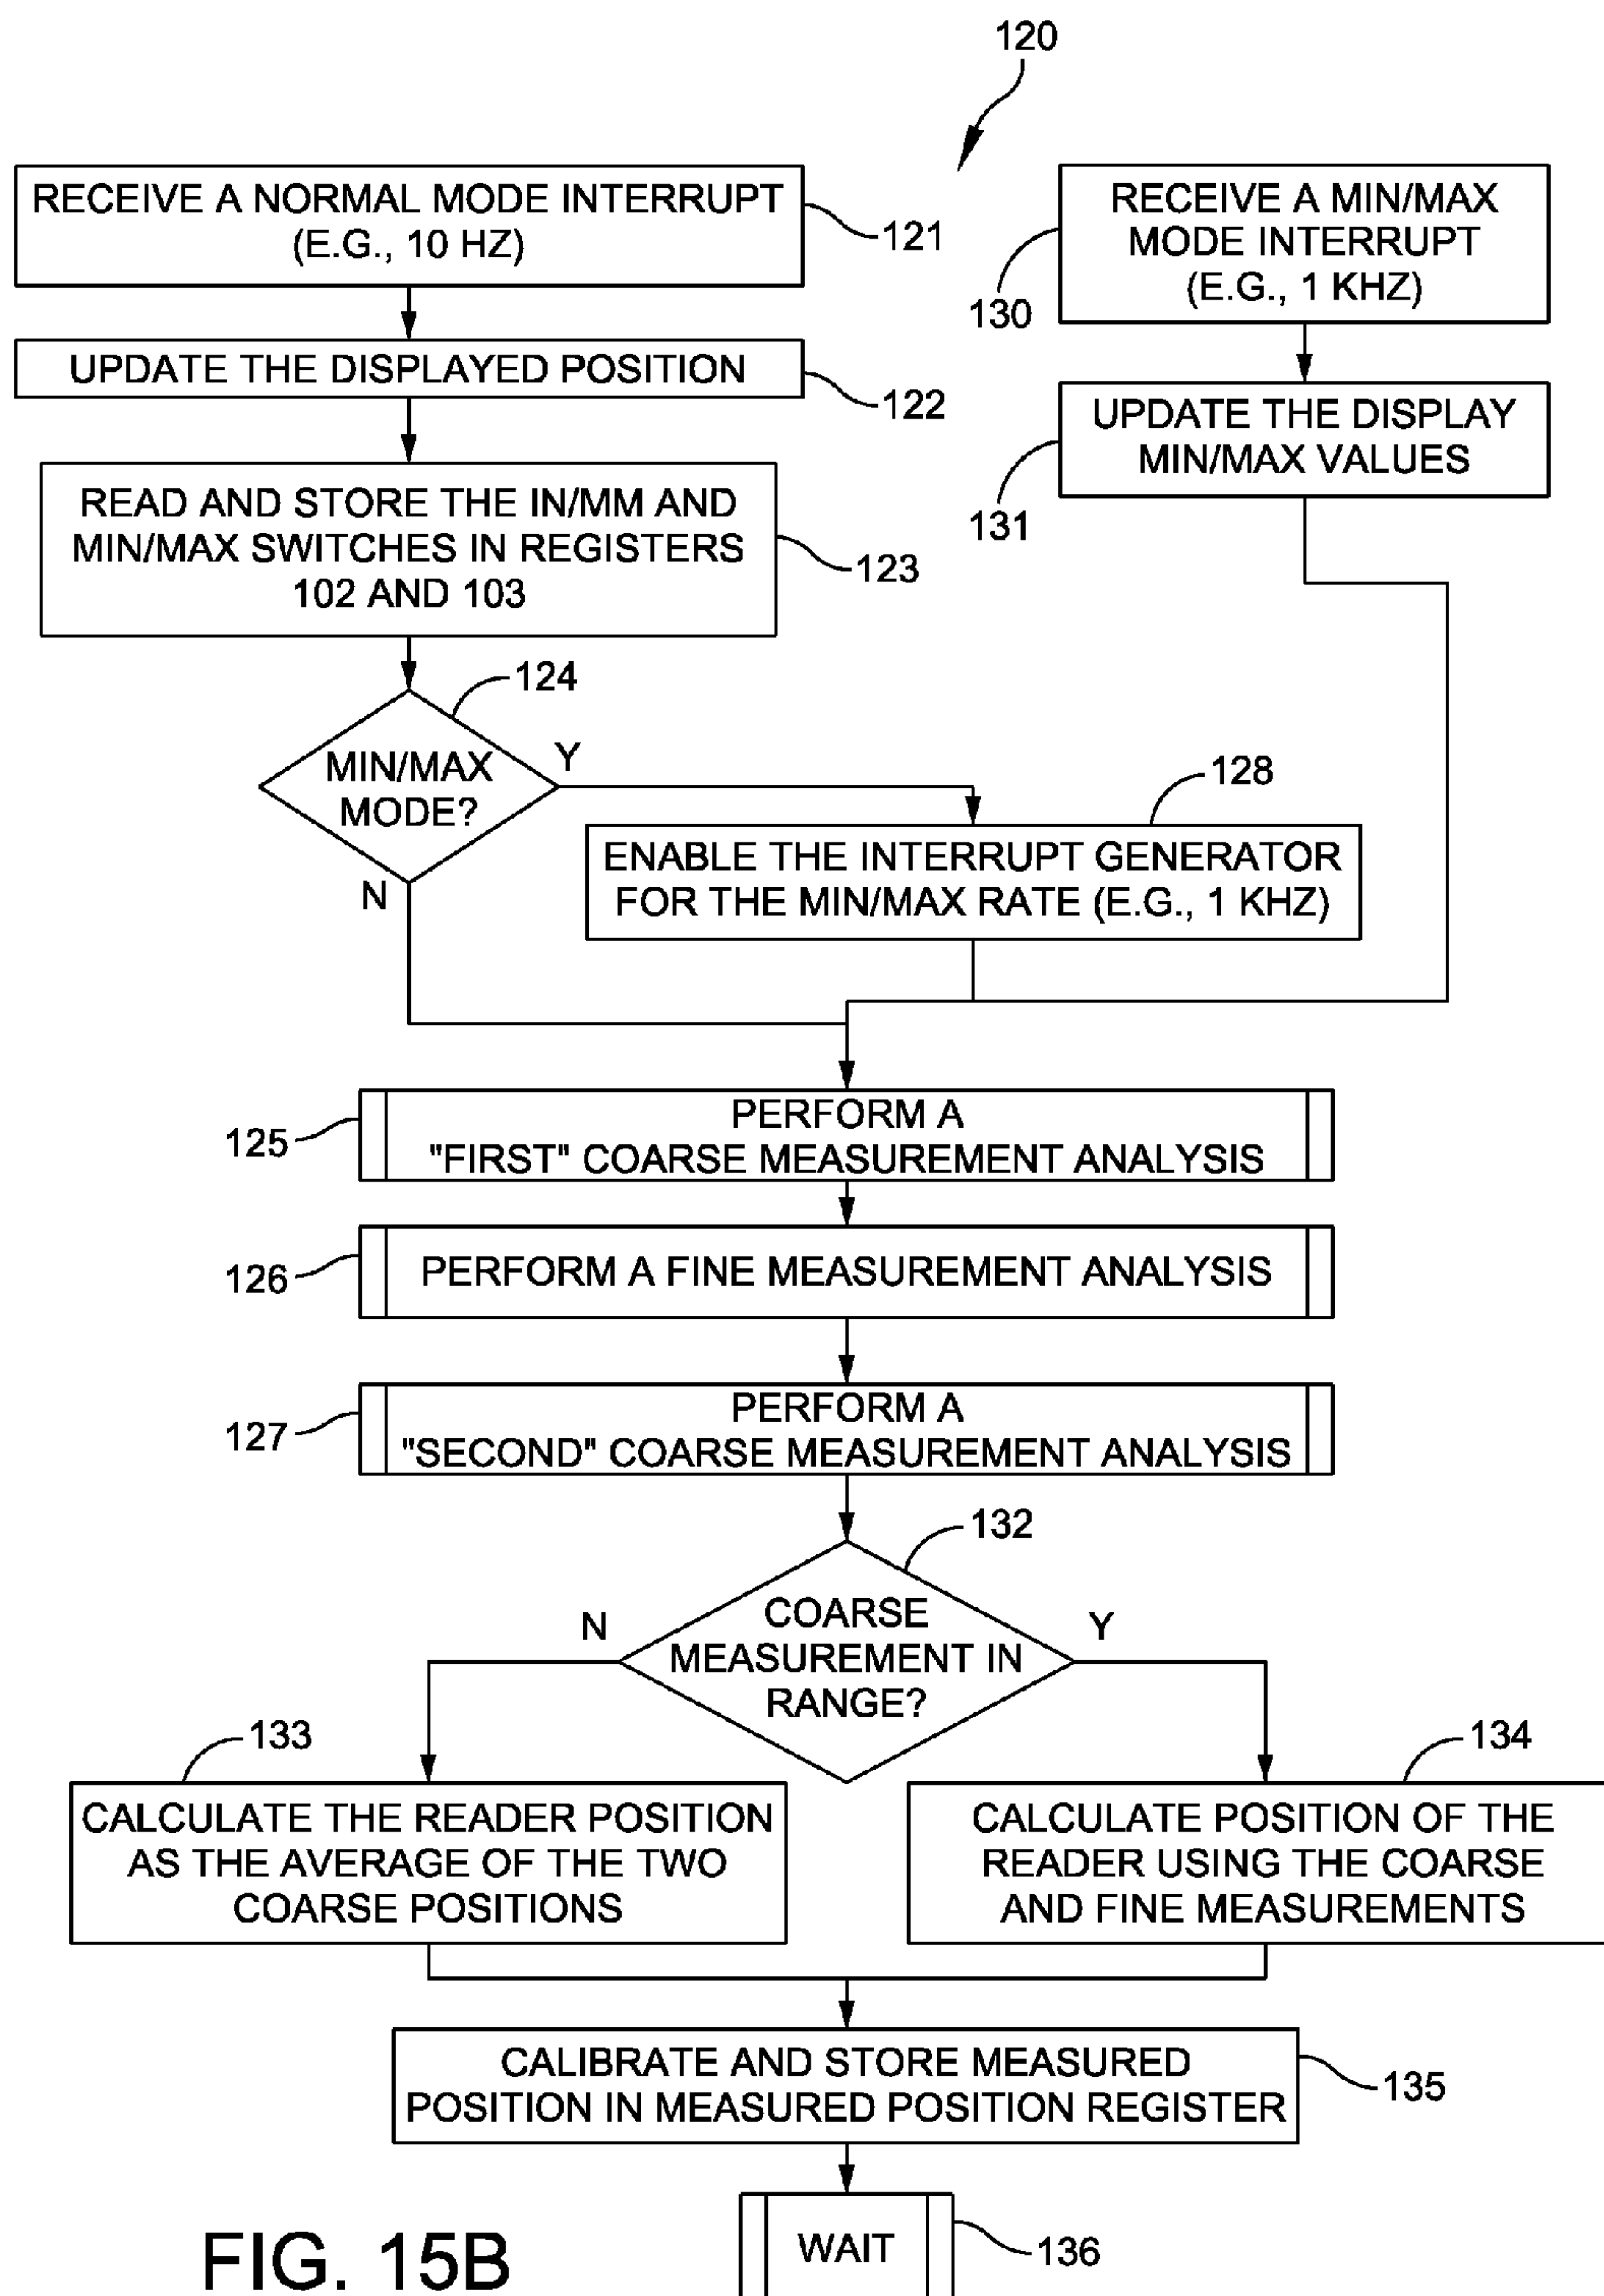 120
RECEIVE A NORMAL MODE INTERRUPT
(E.G., 10 HZ)
121
RECEIVE A MIN/MAX
MODE INTERRUPT
(E.G., 1 KHZ)
130
UPDATE THE DISPLAYED POSITION
122
UPDATE THE DISPLAY
MIN/MAX VALUES
131
READ AND STORE THE IN/MM AND
MIN/MAX SWITCHES IN REGISTERS
102 AND 103
123
124
MIN/MAX
MODE?
Y
N
128
ENABLE THE INTERRUPT GENERATOR
FOR THE MIN/MAX RATE (E.G., 1 KHZ)
125
PERFORM A
"FIRST" COARSE MEASUREMENT ANALYSIS
126
PERFORM A FINE MEASUREMENT ANALYSIS
127
PERFORM A
"SECOND" COARSE MEASUREMENT ANALYSIS
132
COARSE
MEASUREMENT IN
RANGE?
N
Y
133
CALCULATE THE READER POSITION
AS THE AVERAGE OF THE TWO
COARSE POSITIONS
134
CALCULATE POSITION OF THE
READER USING THE COARSE
AND FINE MEASUREMENTS
CALIBRATE AND STORE MEASURED
POSITION IN MEASURED POSITION REGISTER
135
WAIT
136
FIG. 15B